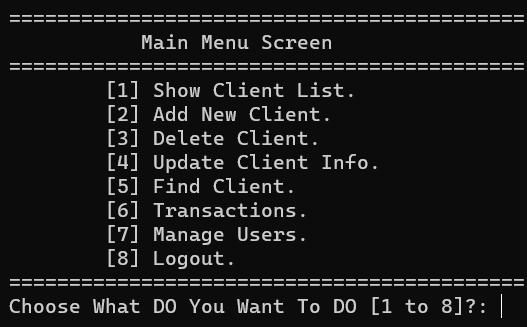 ===========================================
Main Menu Screen
===========================================
[1] Show Client List.
[2] Add New Client.
[3] Delete Client.
[4] Update Client Info.
[5] Find Client.
[6] Transactions.
[7] Manage Users.
[8] Logout.
===========================================
Choose What DO You Want To DO [1 to 8]?: